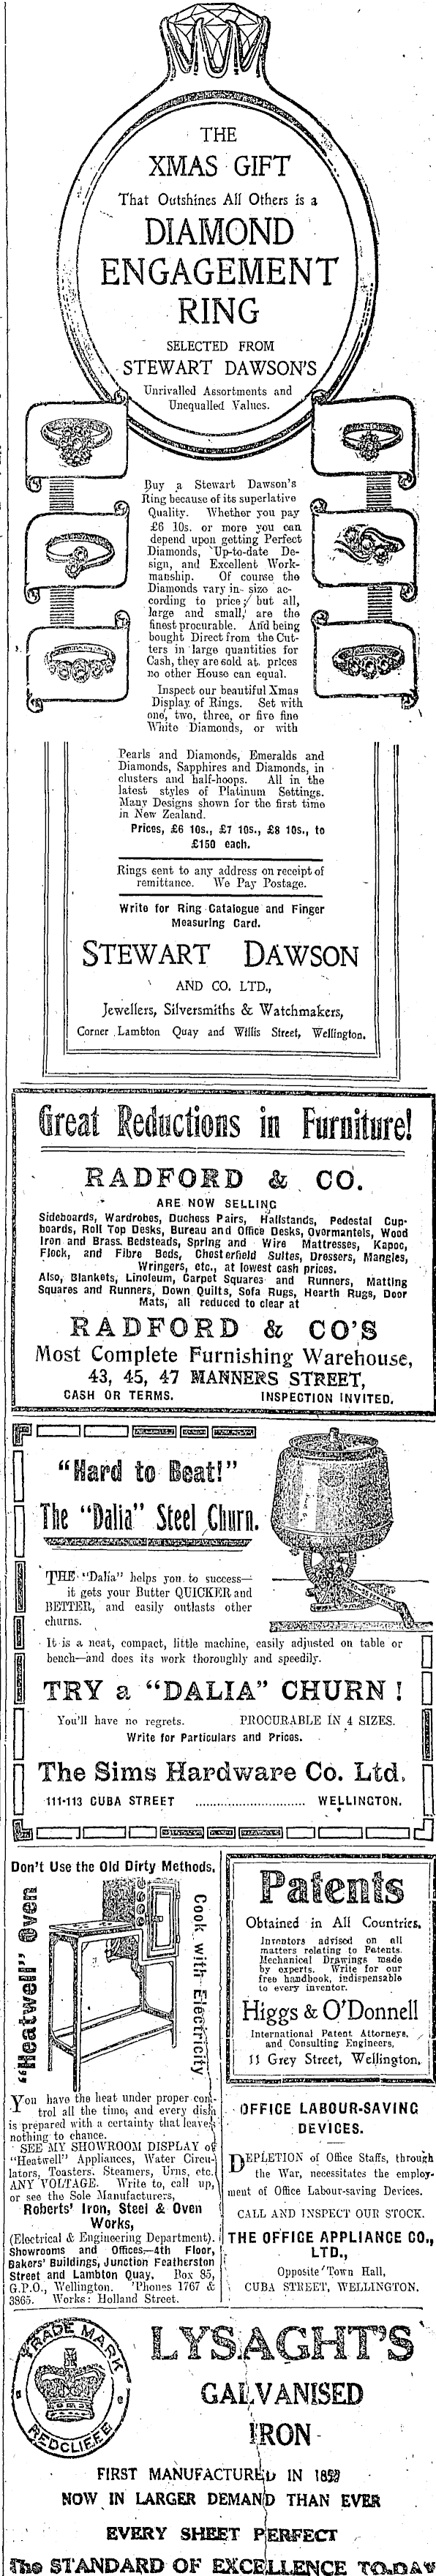 THE
XMAS GIFT
That Outshines All Others is a
DIAMOND
ENGAGEMENT
RING
SELECTED FROM
STEWART DAWSON'S
Unrivalled Assortments and
Unequalled Values.
Buy a Stewart Dawson's
Ring because of its superlative
Quality. Whether you pay
£6 10s. or more you can
depend upon getting Perfect
Diamonds, Up-to-date De-
sign, and Excellent Work-
manship. Of course the
Diamonds vary in size ac-
cording to price, but all,
large and small, are the
finest procurable. And being
bought Direct from the Cut-
ters in large quantities for
Cash, they are sold at prices
no other House can equal.
Inspect our beautiful Xmas
Display of Rings. Set with
one, two, three, or five fine
White Diamonds, or with
Pearls and Diamonds, Emeralds and
Diamonds, Sapphires and Diamonds, in
clusters and half-hoops. All in the
latest styles of Platinum Settings.
Many Designs shown for the first time
in New Zealand.
Prices, £6 10s., £7 10s., £8 10s., to
£150 each.
Rings sent to any address on receipt of
remittance. We Pay Postage.
Write for Ring Catalogue and Finger
Measuring Card.
STEWART DAWSON
AND CO. LTD.,
Jewellers, Silversmiths & Watchmakers,
Corner Lambton Quay and Willis Street, Wellington.
Great Reductions in Furniture!
RADFORD & CO.
ARE NOW SELLING
Sideboards, Wardrobes, Duchess Pairs, Hallstands, Pedestal Cup-
boards, Roll Top Desks, Bureau and Office Desks, Overmantels, Wood
Iron and Brass Bedsteads, Spring and Wire Mattresses, Kapoc,
Flock, and Fibre Beds, Chesterfield Suites, Dressers, Mangles,
Wringers, etc., at lowest cash prices.
Also, Blankets, Linoleum, Carpet Squares and Runners, Matting
Squares and Runners, Down Quilts, Sofa Rugs, Hearth Rugs, Door
Mats, all reduced to clear at
RADFORD & CO'S
Most Complete Furnishing Warehouse,
43, 45, 47 MANNERS STREET,
CASH OR TERMS. INSPECTION INVITED.
"Hard to Beat!"
The "Dalia" Steel Churn.
THE "Dalia" helps you to success—
it gets your Butter QUICKER and
BETTER, and easily outlasts other
churns.
It is a neat, compact, little machine, easily adjusted on table or
bench—and does its work thoroughly and speedily.
TRY a "DALIA" CHURN !
You'll have no regrets. PROCURABLE IN 4 SIZES.
Write for Particulars and Prices.
The Sims Hardware Co. Ltd.
111-113 CUBA STREET ............................ WELLINGTON.
Don't Use the Old Dirty Methods.
"Heatwell" Oven
Cook with Electricity
You have the heat under proper con-
trol all the time, and every dish
is prepared with a certainty that leaves
nothing to chance.
SEE MY SHOWROOM DISPLAY of
"Heatwell" Appliances, Water Circu-
lators, Toasters, Steamers, Urns, etc.
ANY VOLTAGE. Write to, call up,
or see the Sole Manufacturers,
Roberts' Iron, Steel & Oven
Works,
(Electrical & Engineering Department).
Showrooms and Offices—4th Floor,
Bakers' Buildings, Junction Featherston
Street and Lambton Quay. Box 85,
G.P.O., Wellington. 'Phones 1767 &
3865. Works: Holland Street.
Patents
Obtained in All Countries.
Inventors advised on all
matters relating to Patents.
Mechanical Drawings made
by experts. Write for our
free handbook, indispensable
to every inventor.
Higgs & O'Donnell
International Patent Attorneys,
and Consulting Engineers,
11 Grey Street, Wellington.
OFFICE LABOUR-SAVING
DEVICES.
DEPLETION of Office Staffs, through
the War, necessitates the employ-
ment of Office Labour-saving Devices.
CALL AND INSPECT OUR STOCK.
THE OFFICE APPLIANCE CO.,
LTD.,
Opposite Town Hall,
CUBA STREET, WELLINGTON.
TRADE MARK
REDCLIFFE
LYSAGHT'S
GALVANISED
IRON
FIRST MANUFACTURED IN
NOW IN LARGER DEMAND THAN EVER
EVERY SHEET PERFECT
The STANDARD OF EXCELLENCE TO-DAY